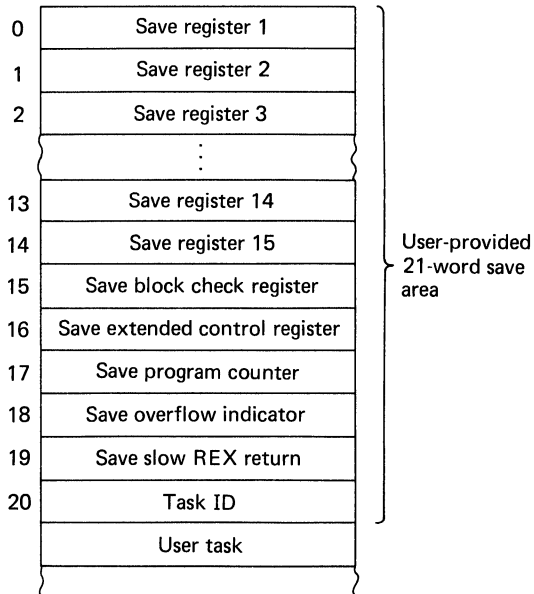 0 Save register 1
1 Save register 2
2 Save register 3
⋮
13 Save register 14
14 Save register 15
15 Save block check register
16 Save extended control register
17 Save program counter
18 Save overflow indicator
19 Save slow REX return
20 Task ID
User task
User-provided
21-word save
area